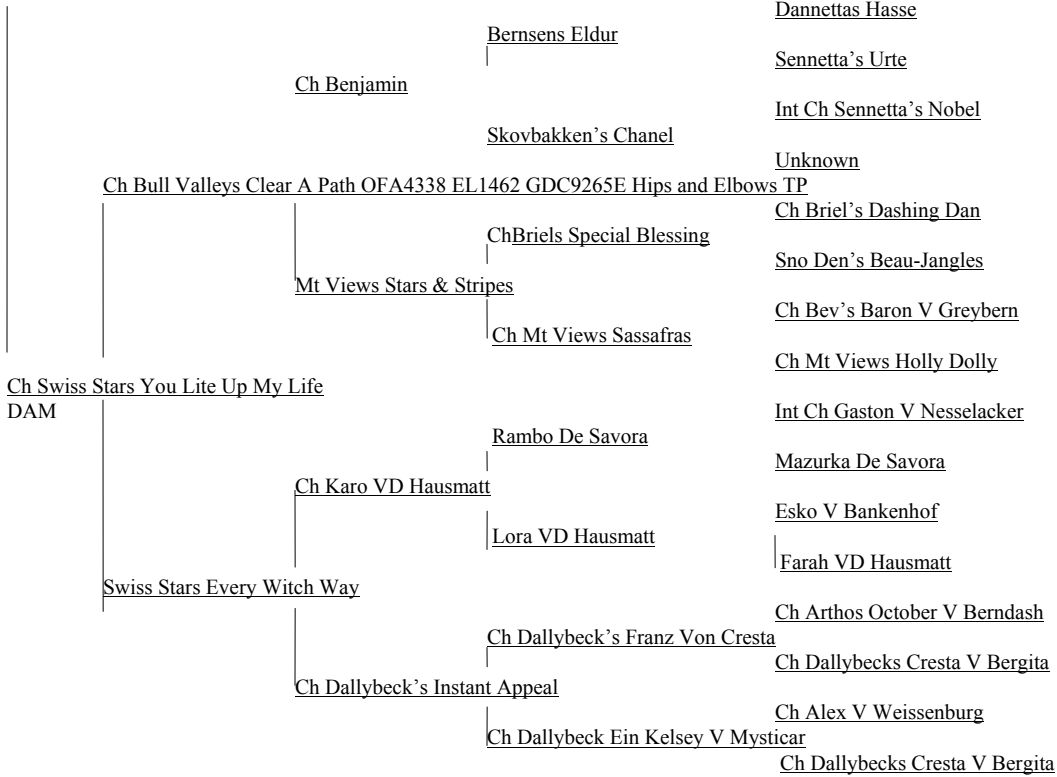 Dannettas Hasse
Bernsens Eldur
Sennetta’s Urte
Ch Benjamin
Int Ch Sennetta’s Nobel
Skovbakken’s Chanel
Unknown
Ch Bull Valleys Clear A Path OFA4338 EL1462 GDC9265E Hips and Elbows TP
Ch Briel’s Dashing Dan
ChBriels Special Blessing
Sno Den’s Beau-Jangles
Mt Views Stars & Stripes
Ch Bev’s Baron V Greybern
Ch Mt Views Sassafras
Ch Mt Views Holly Dolly
Ch Swiss Stars You Lite Up My Life
DAM
Int Ch Gaston V Nesselacker
Rambo De Savora
Mazurka De Savora
Ch Karo VD Hausmatt
Esko V Bankenhof
Lora VD Hausmatt
Farah VD Hausmatt
Swiss Stars Every Witch Way
Ch Arthos October V Berndash
Ch Dallybeck’s Franz Von Cresta
Ch Dallybecks Cresta V Bergita
Ch Dallybeck’s Instant Appeal
Ch Alex V Weissenburg
Ch Dallybeck Ein Kelsey V Mysticar
Ch Dallybecks Cresta V Bergita